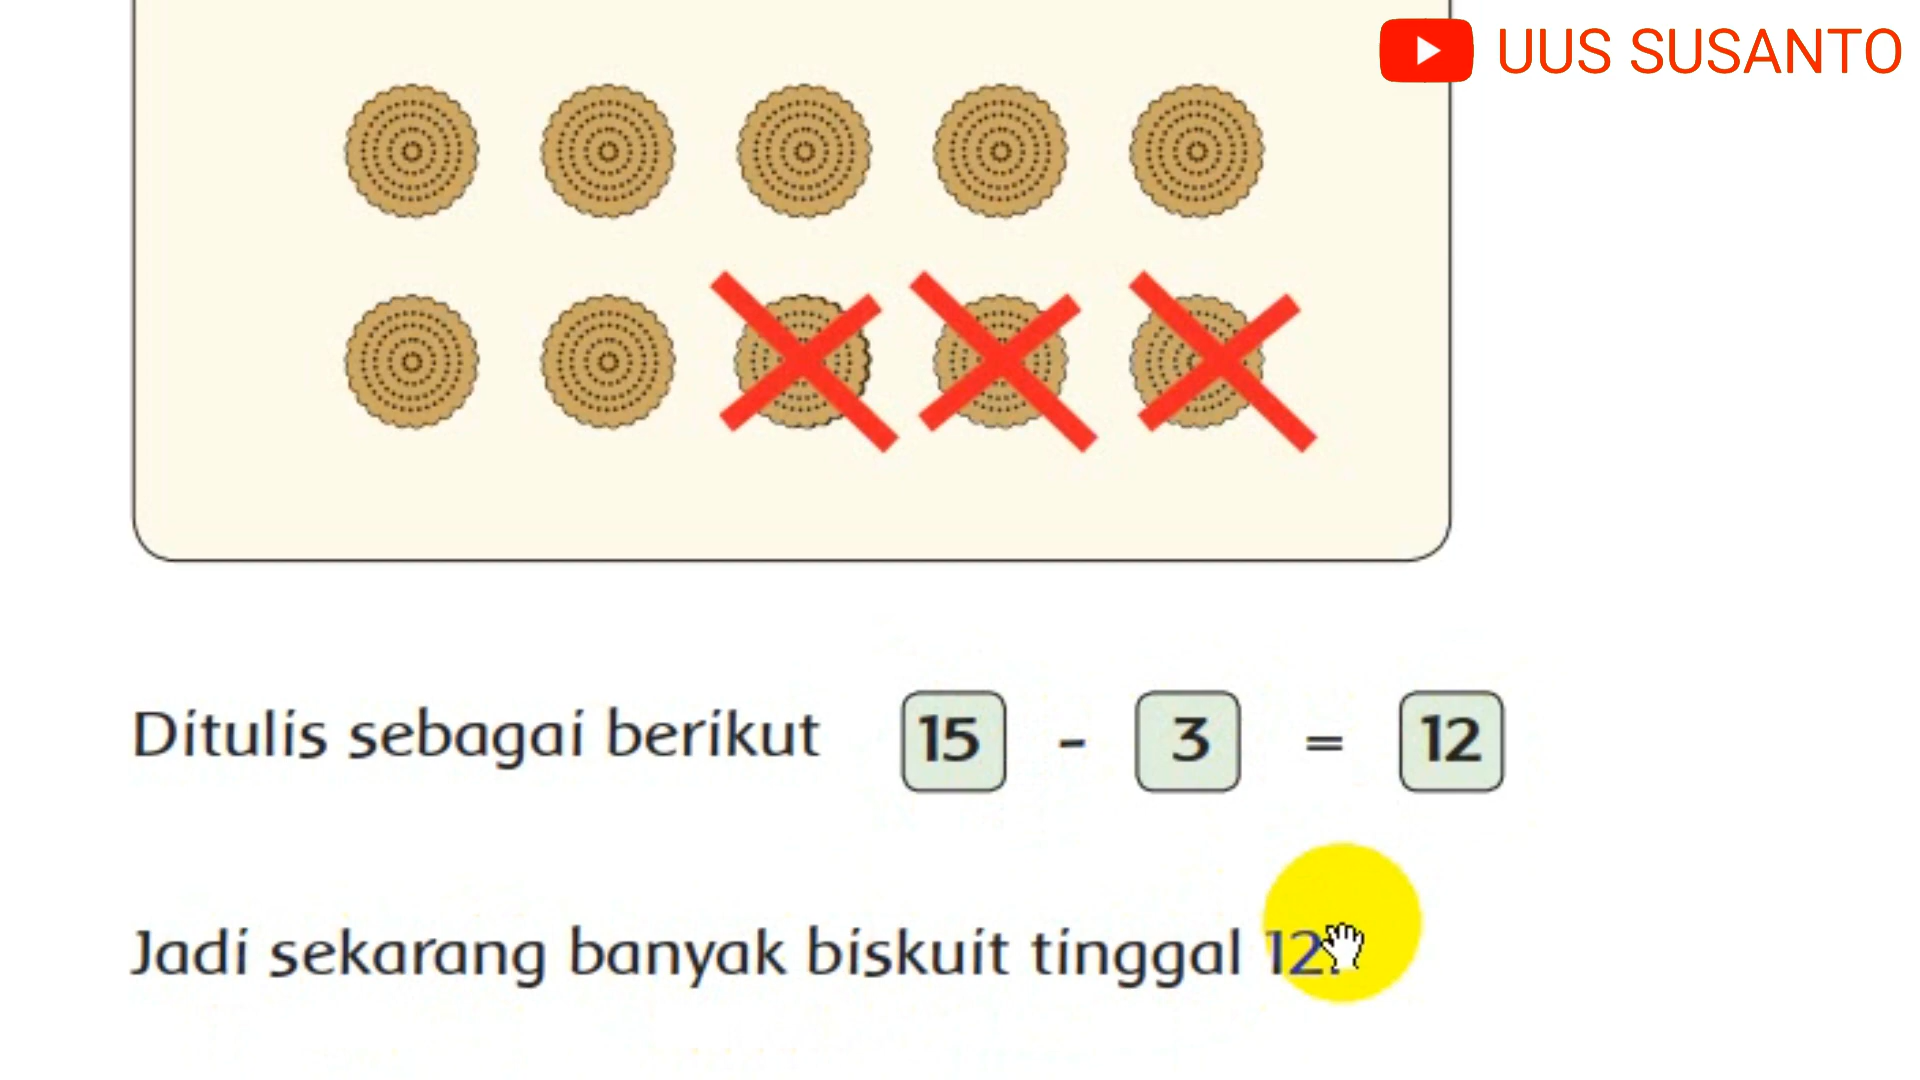 UUS SUSANTO
Ditulis sebagai berikut 15 - 3 = 12
Jadi sekarang banyak biskuit tinggal 12.